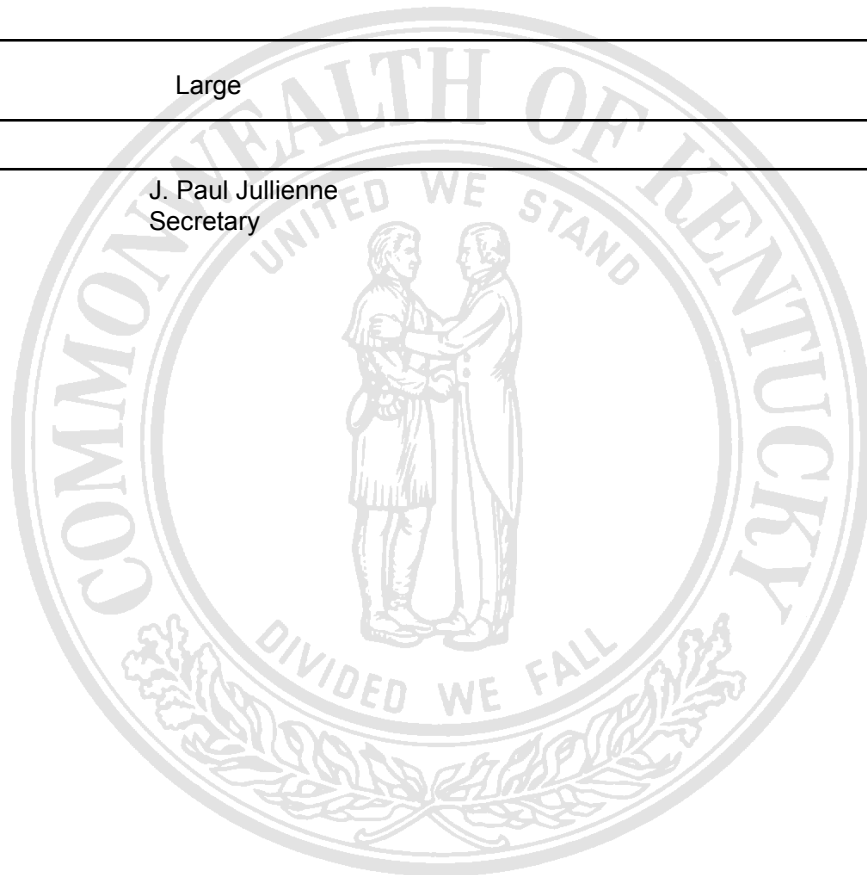 Large
J. Paul Jullienne
Secretary
COMMONWEALTH OF KENTUCKY
UNITED WE STAND
DIVIDED WE FALL